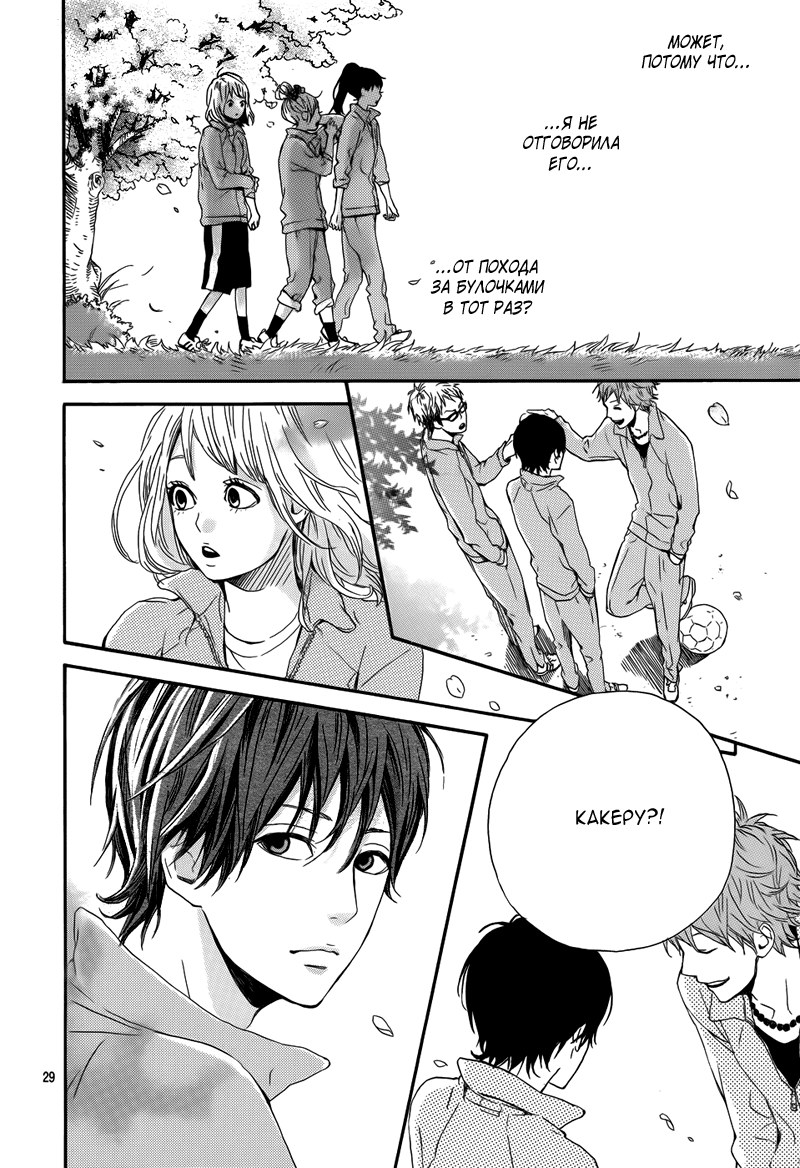 МОЖЕТ,
ПОТОМУ ЧТО...
...Я НЕ
ОТГОВОРИЛА
ЕГО...
...ОТ ПОХОДА
ЗА БУЛОЧКАМИ
В ТОТ РАЗ?
КАКЕРУ?!
29